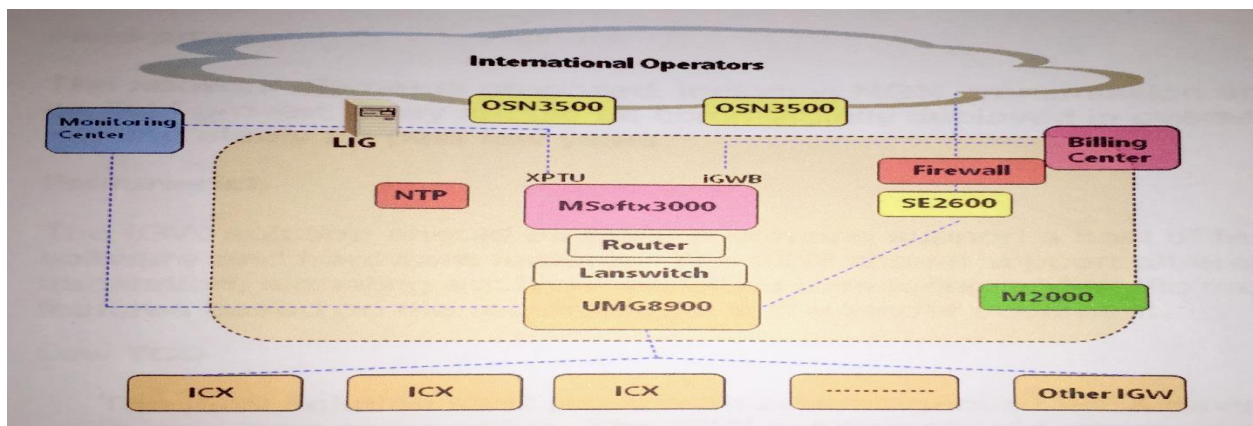 International Operators
OSN3500
OSN3500
Monitoring
Center
LIG
Billing
Center
XPTU
iGWB
Firewall
NTP
MSoftx3000
SE2600
Router
Lanswitch
UMG8900
M2000
ICX
ICX
ICX
------------
Other IGW